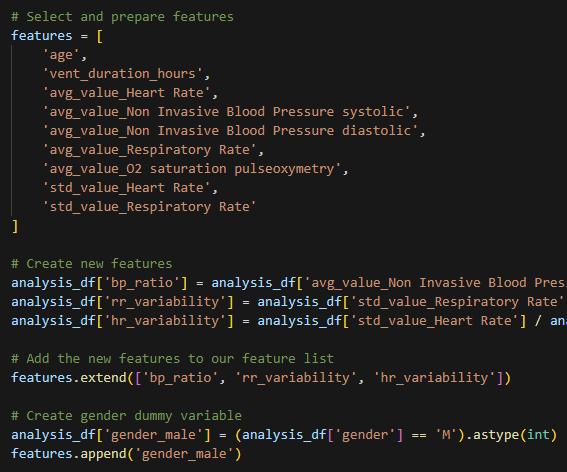 # Select and prepare features
features = [
    'age',
    'vent_duration_hours',
    'avg_value_Heart Rate',
    'avg_value_Non Invasive Blood Pressure systolic',
    'avg_value_Non Invasive Blood Pressure diastolic',
    'avg_value_Respiratory Rate',
    'avg_value_O2 saturation pulseoxymetry',
    'std_value_Heart Rate',
    'std_value_Respiratory Rate'
]
# Create new features
analysis_df['bp_ratio'] = analysis_df['avg_value_Non Invasive Blood Pres
analysis_df['rr_variability'] = analysis_df['std_value_Respiratory Rate'
analysis_df['hr_variability'] = analysis_df['std_value_Heart Rate'] / an
# Add the new features to our feature list
features.extend(['bp_ratio', 'rr_variability', 'hr_variability'])
# Create gender dummy variable
analysis_df['gender_male'] = (analysis_df['gender'] == 'M').astype(int)
features.append('gender_male')